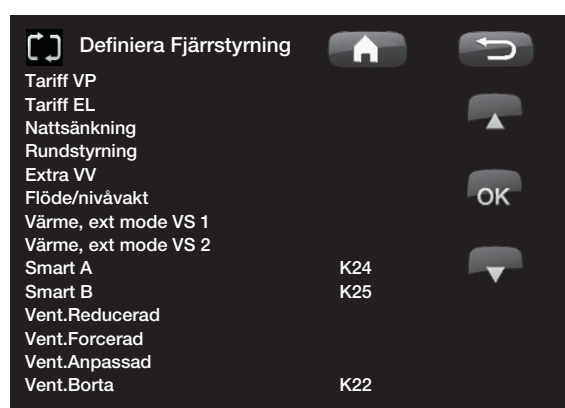 Definiera Fjärrstyrning
Tariff VP
Tariff EL
Nattsänkning
Rundstyrning
Extra VV
Flöde/nivåvakt
OK
Värme, ext mode VS 1
Värme, ext mode VS 2
Smart A K24
Smart B K25
Vent.Reducerad
Vent.Forcerad
Vent.Anpassad
Vent.Borta K22